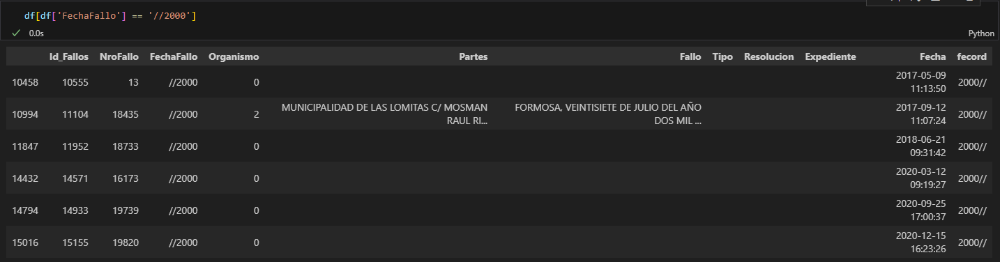 df[df['FechaFallo'] == '//2000']
0.0s
Python
Id_Fallos NroFallo FechaFallo Organismo Partes Fallo Tipo Resolucion Expediente Fecha fecord
10458 10555 13 //2000 0 2017-05-09 2000//
11:13:50
10994 11104 18435 //2000 2 MUNICIPALIDAD DE LAS LOMITAS C/ MOSMAN FORMOSA, VEINTISIETE DE JULIO DEL AÑO 2017-09-12 2000//
RAUL RI... DOS MIL ... 11:07:24
11847 11952 18733 //2000 0 2018-06-21 2000//
09:31:42
14432 14571 16173 //2000 0 2020-03-12 2000//
09:19:27
14794 14933 19739 //2000 0 2020-09-25 2000//
17:00:37
15016 15155 19820 //2000 0 2020-12-15 2000//
16:23:26